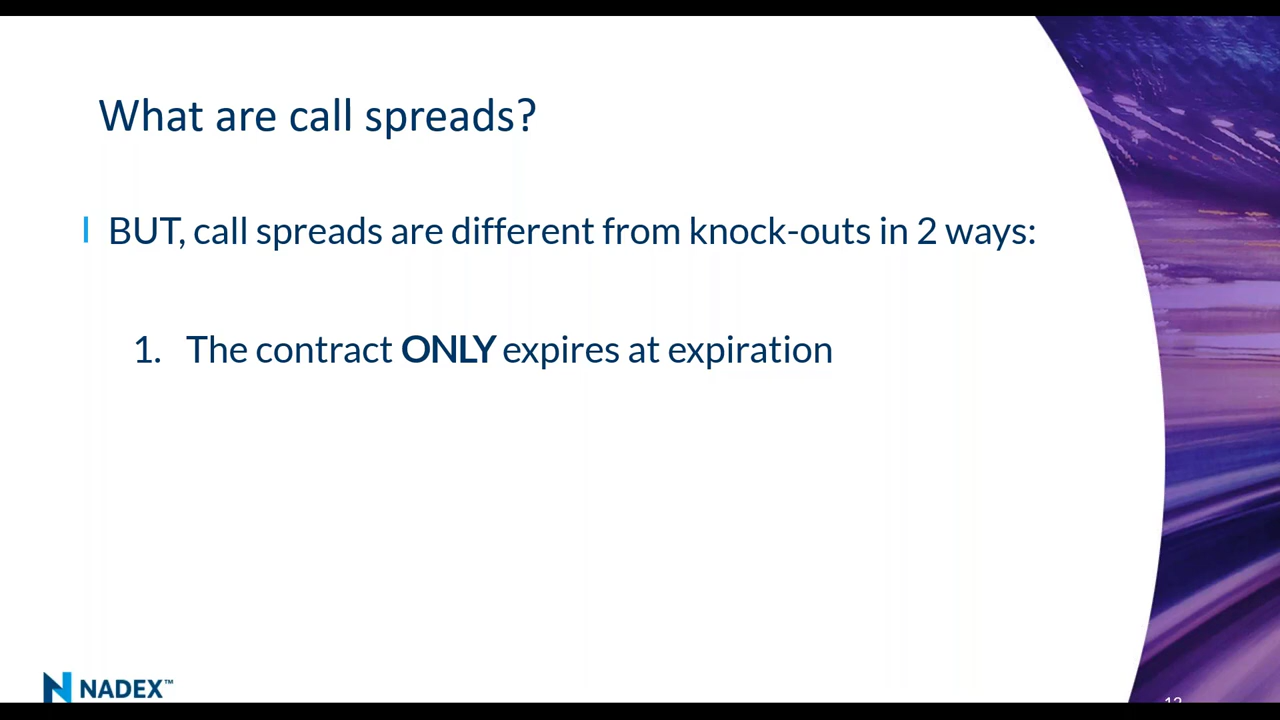 What are call spreads?
BUT, call spreads are different from knock-outs in 2 ways:
1. The contract ONLY expires at expiration
NADEX™